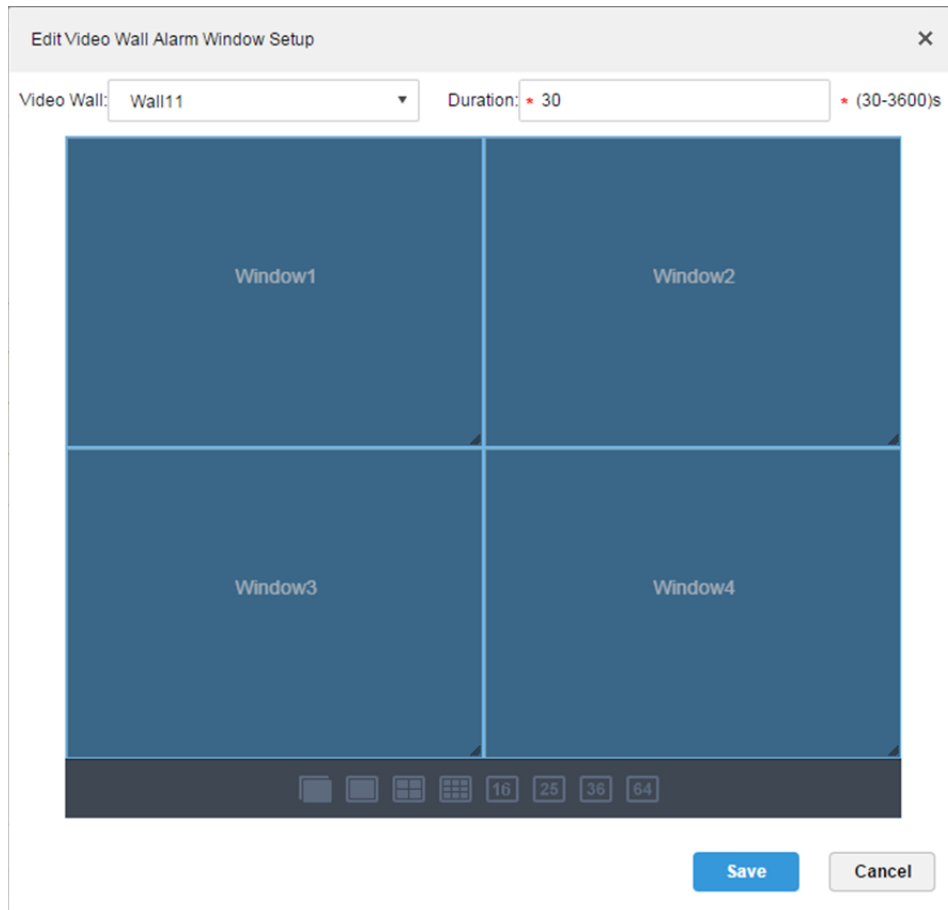 Edit Video Wall Alarm Window Setup ×
Video Wall: Wall11 ▼ Duration: * 30 * (30-3600)s
Window1 Window2
Window3 Window4
16 25 36 64
Save Cancel